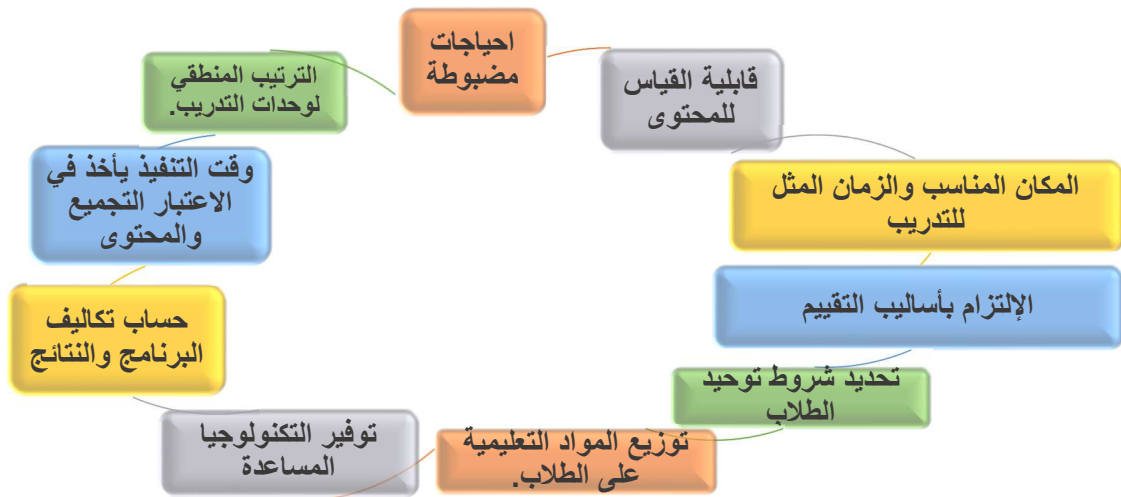 احياجات
مضبوطة
قابلية القياس
للمحتوى
المكان المناسب والزمان المثل
للتدريب
الإلتزام بأساليب التقييم
تحديد شروط توحيد
الطلاب
توزيع المواد التعليمية
على الطلاب.
توفير التكنولوجيا
المساعدة
حساب تكاليف
البرنامج والنتائج
وقت التنفيذ يأخذ في
الاعتبار التجميع
والمحتوى
الترتيب المنطقي
لوحدات التدريب.